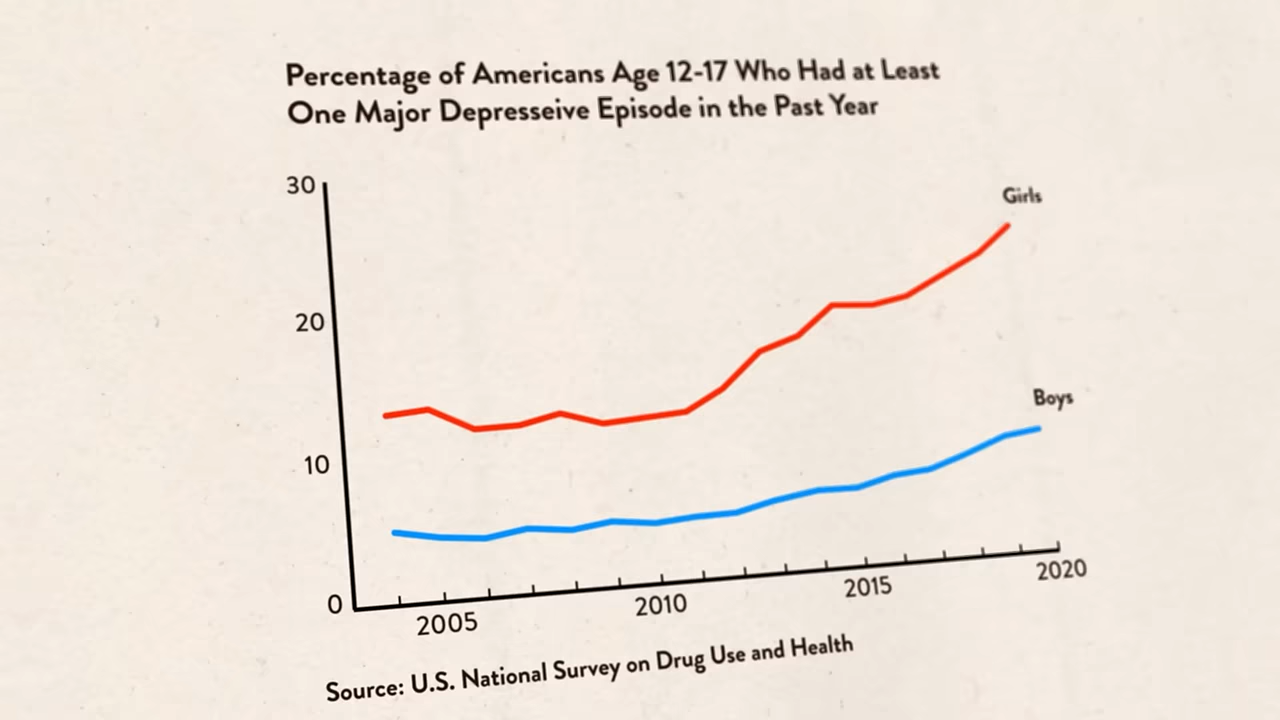 Percentage of Americans Age 12-17 Who Had at Least
One Major Depresseive Episode in the Past Year
30
Girls
20
Boys
10
0
2005
2010
2015
2020
Source: U.S. National Survey on Drug Use and Health